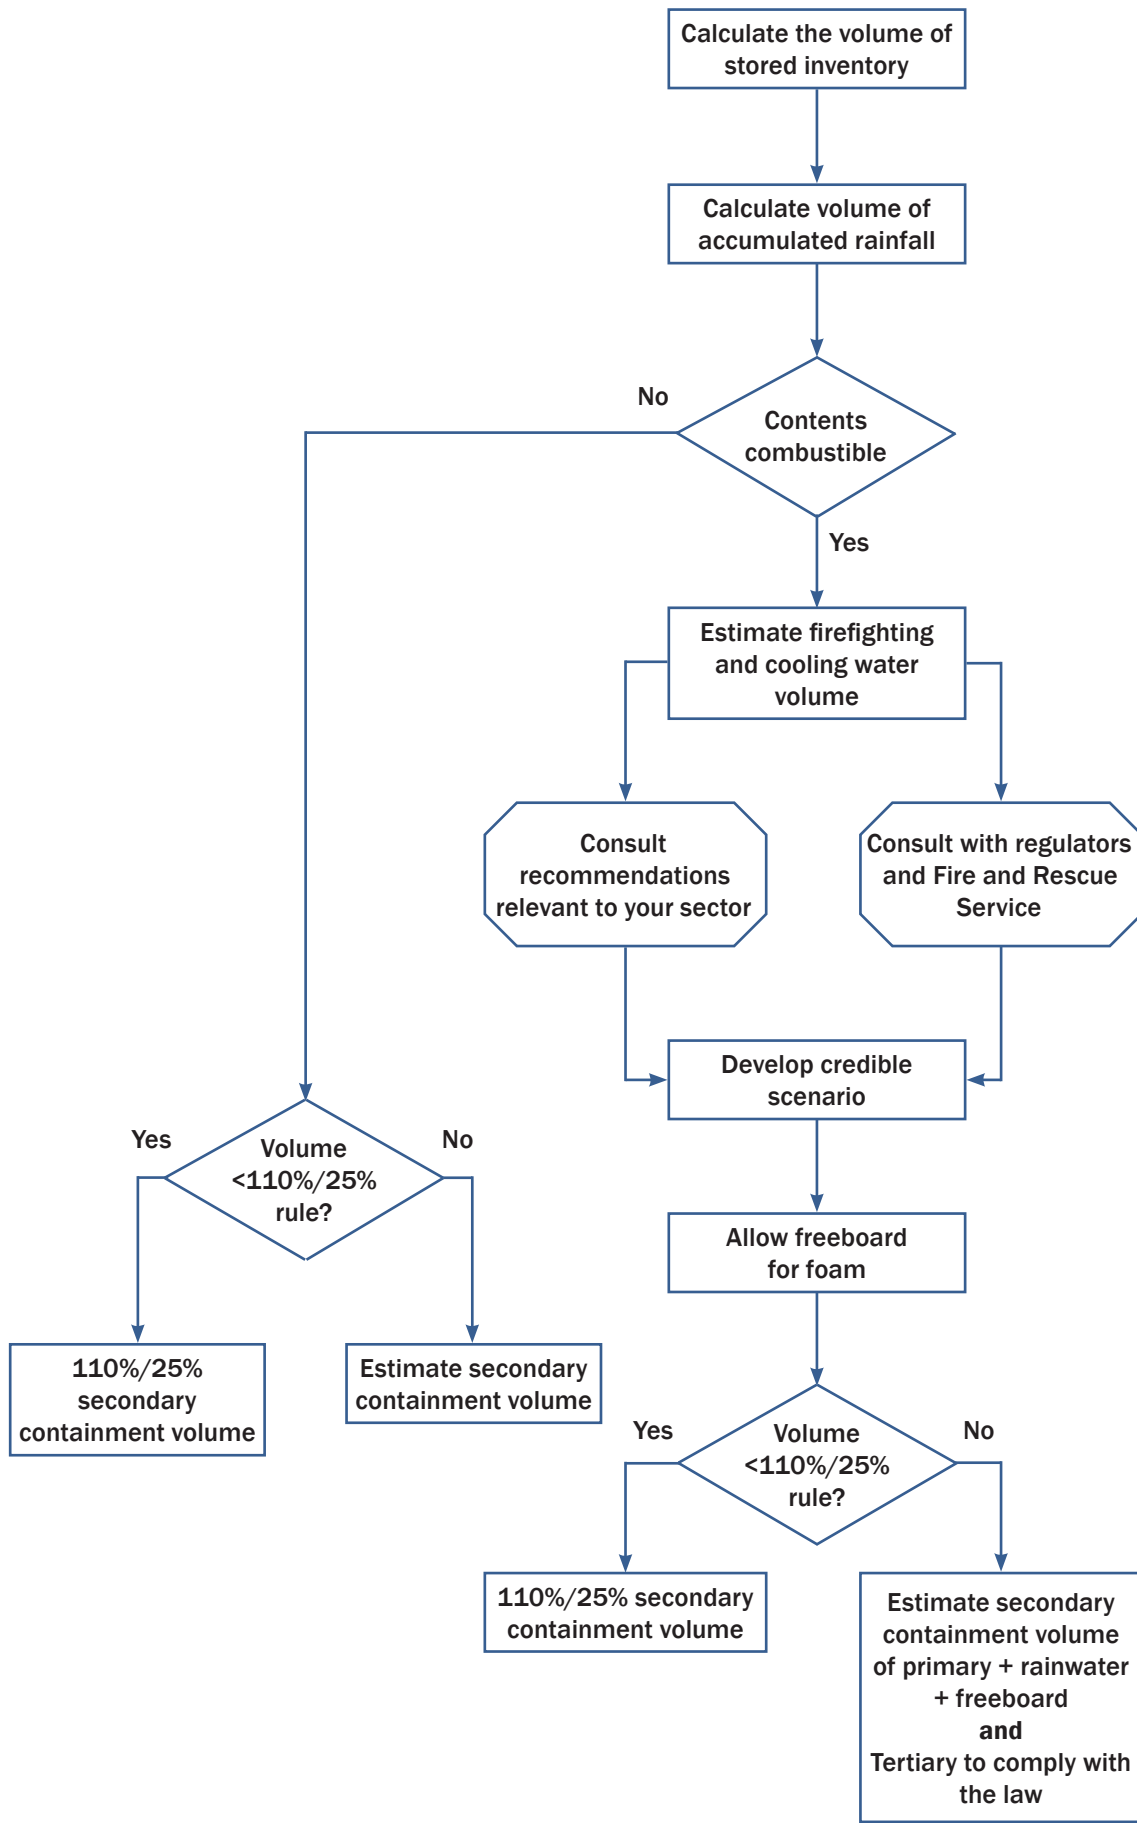 Calculate the volume of
stored inventory
Calculate volume of
accumulated rainfall
No
Contents
combustible
Yes
Estimate firefighting
and cooling water
volume
Consult
recommendations
relevant to your sector
Consult with regulators
and Fire and Rescue
Service
Develop credible
scenario
Yes
No
Volume
<110%/25%
rule?
Allow freeboard
for foam
110%/25%
secondary
containment volume
Estimate secondary
containment volume
Yes
No
Volume
<110%/25%
rule?
110%/25% secondary
containment volume
Estimate secondary
containment volume
of primary + rainwater
+ freeboard
and
Tertiary to comply with
the law